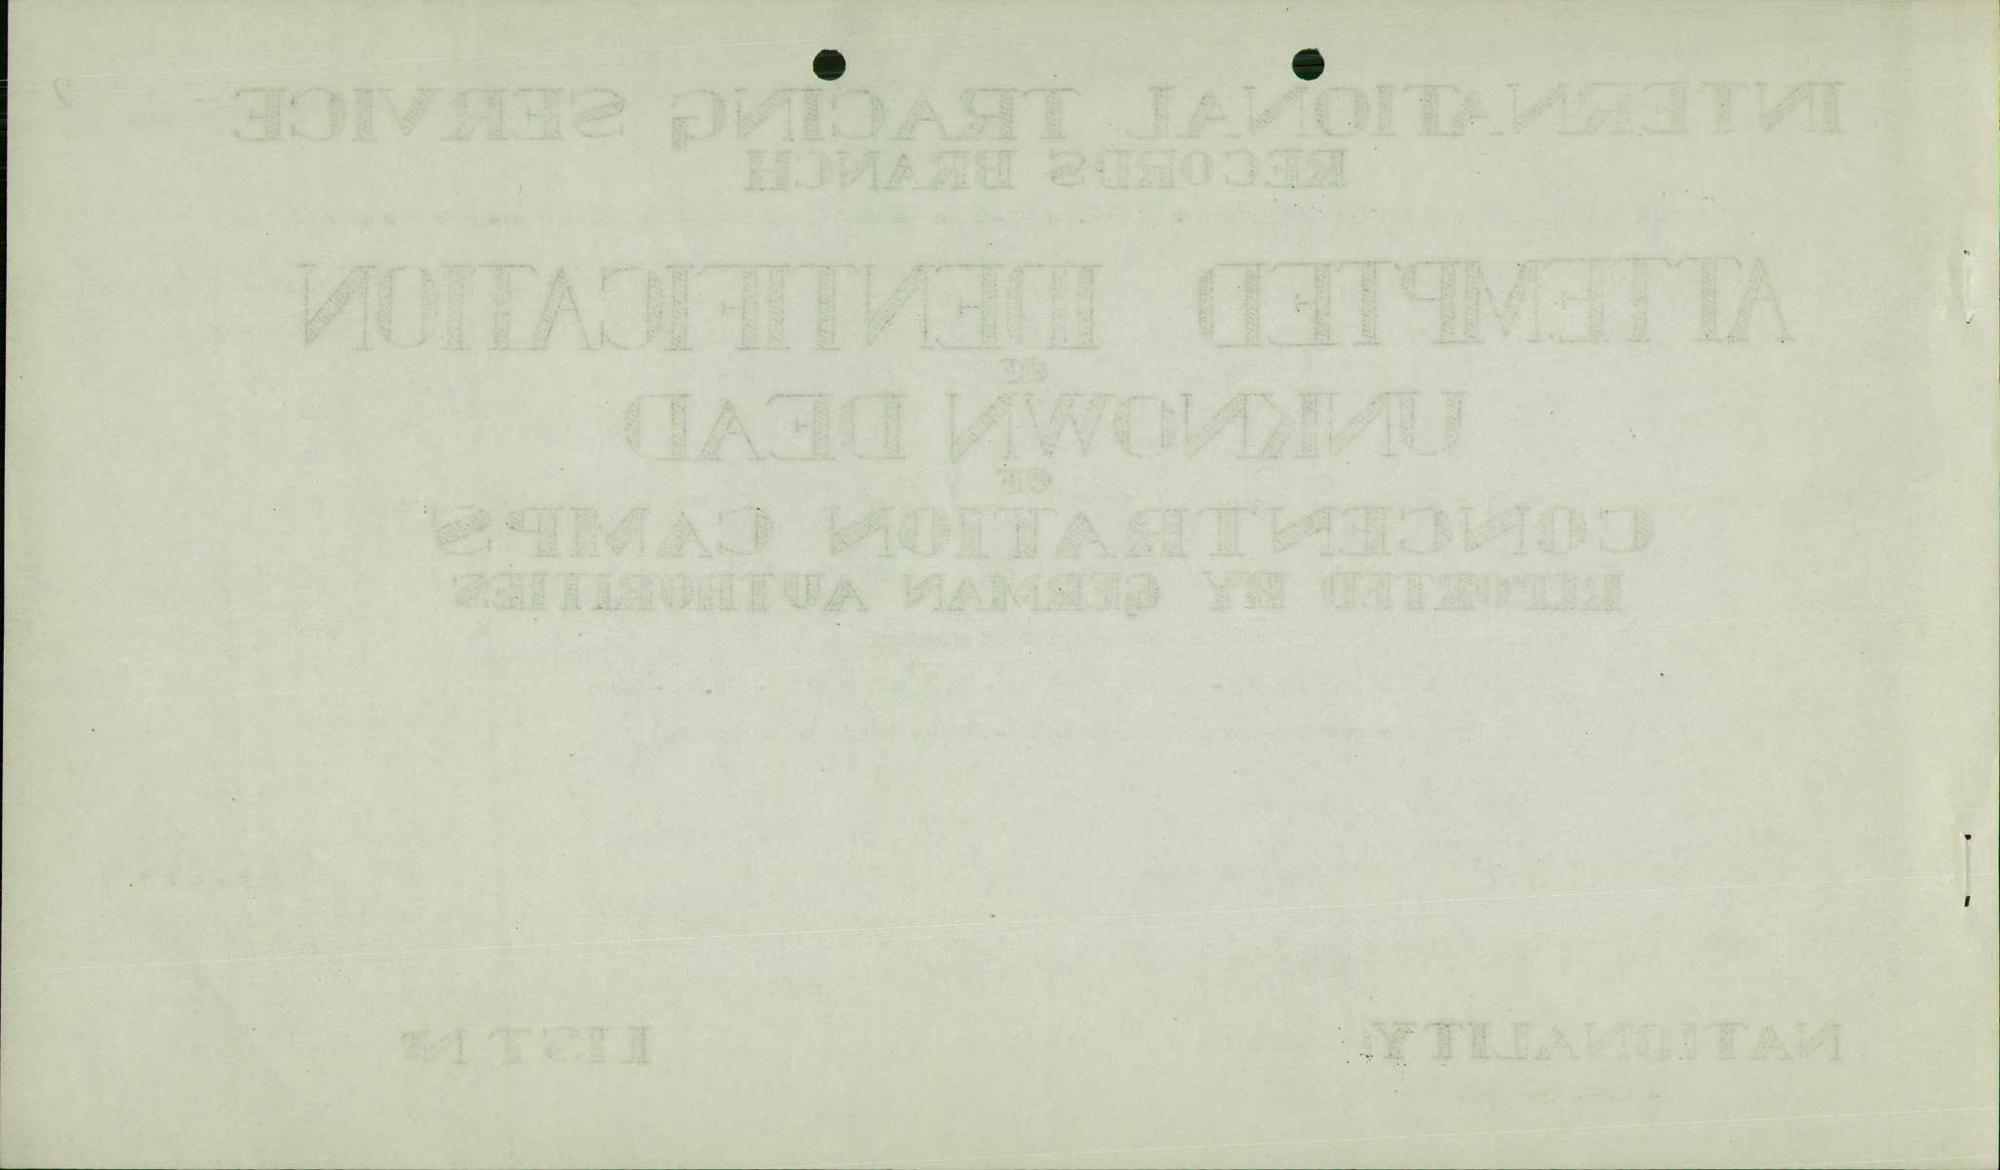 INTERNATIONAL TRACING SERVICE
RECORDS BRANCH
ATTEMPTED IDENTIFICATION
OF
UNKNOWN DEAD
OF
CONCENTRATION CAMPS
REPORTED BY GERMAN AUTHORITIES
NATIONALITY: LIST Nº